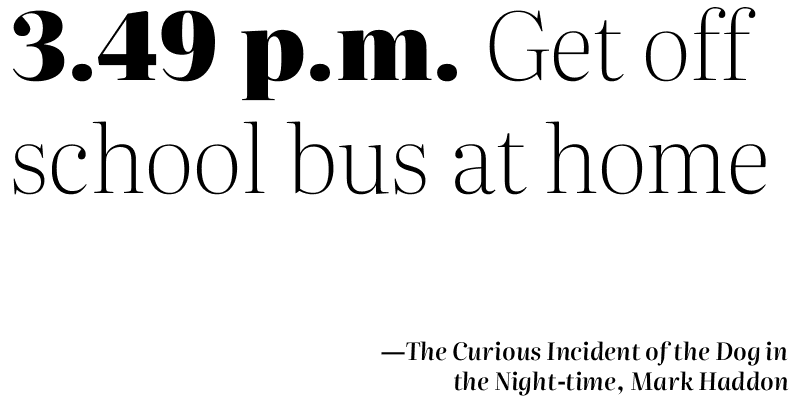 3.49 p.m. Get off
school bus at home
—The Curious Incident of the Dog in
the Night-time, Mark Haddon